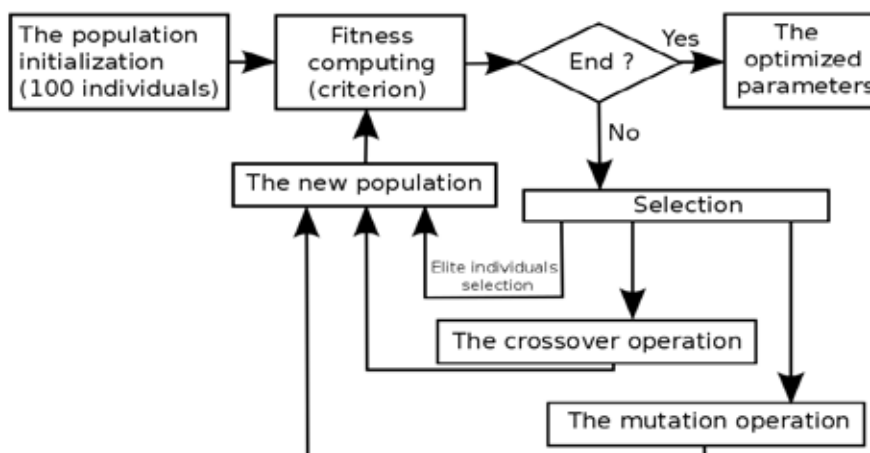 The population
initialization
(100 individuals)
Fitness
computing
(criterion)
End ?
Yes
The
optimized
parameters
No
The new population
Selection
Elite individuals
selection
The crossover operation
The mutation operation